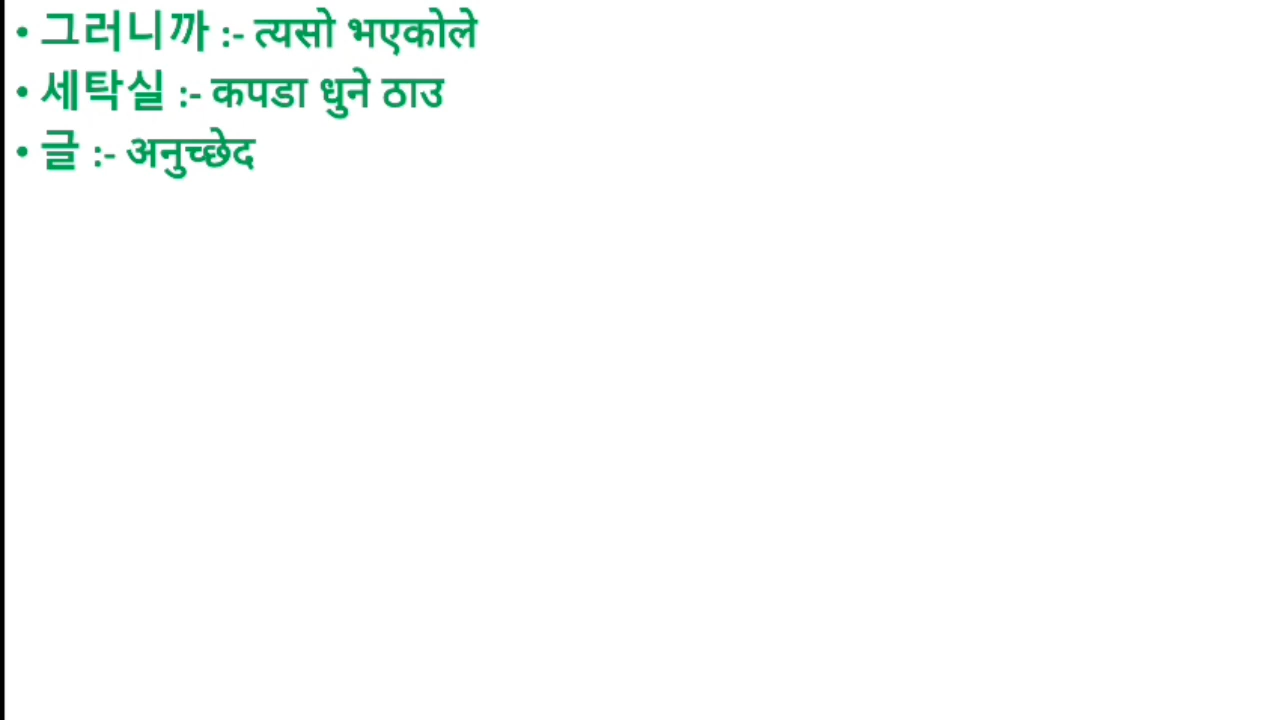 • 그러니까 :- त्यसो भएकोले
• 세탁실 :- कपडा धुने ठाउ
• 글 :- अनुच्छेद